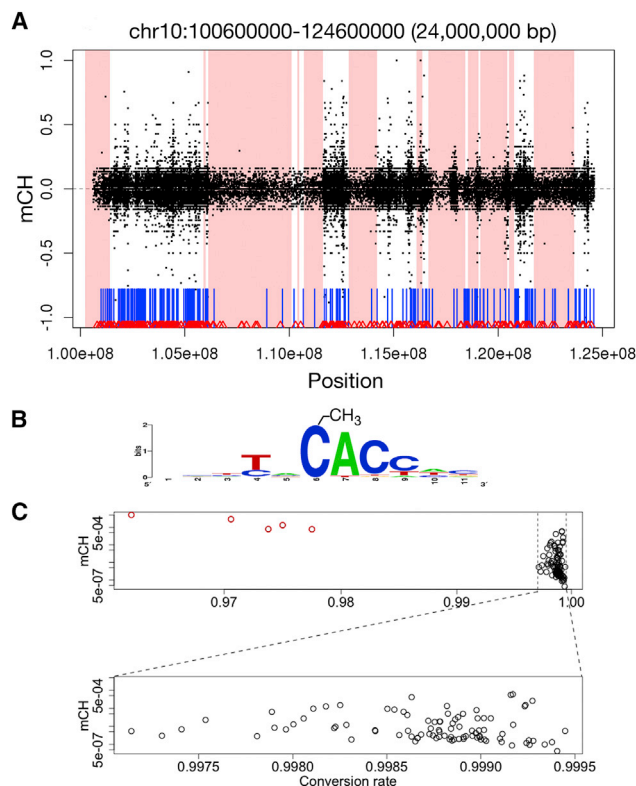 A
chr10:100600000-124600000 (24,000,000 bp)
mCH
1.0
0.5
0.0
-0.5
-1.0
1.00e+08 1.05e+08 1.10e+08 1.15e+08 1.20e+08 1.25e+08
Position
B
CH3
bits
2
1
0
T CACC
5' 1 2 3 4 5 6 7 8 9 10 11 3'
C
mCH
5e-04
5e-07
0.97 0.98 0.99 1.00
mCH
5e-04
5e-07
0.9975 0.9980 0.9985 0.9990 0.9995
Conversion rate